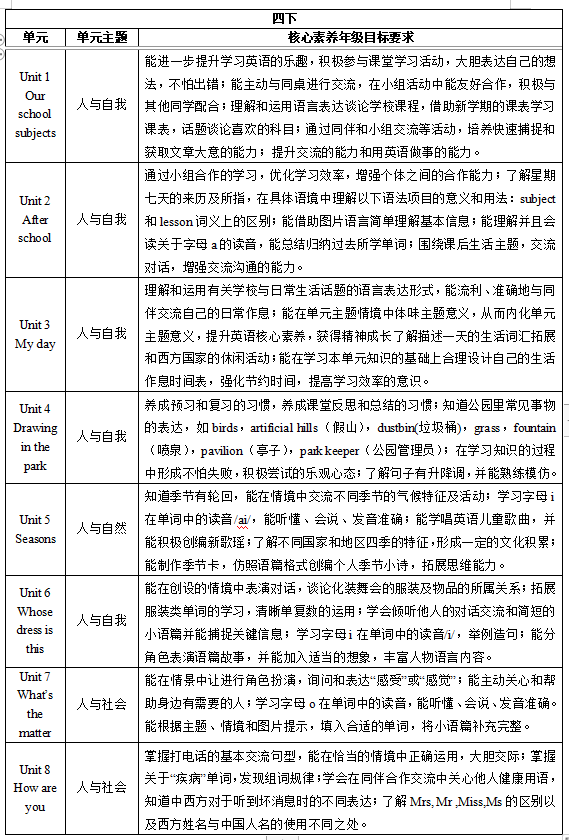 四下
单元 单元主题 核心素养年级目标要求
Unit 1
Our
school
subjects
人与自我
能进一步提升学习英语的乐趣，积极参与课堂学习活动，大胆表达自己的想
法，不怕出错；能主动与同桌进行交流，在小组活动中能友好合作，积极与
其他同学配合；理解和运用语言表达谈论学校课程，借助新学期的课表学习
课表，话题谈论喜欢的科目；通过同伴和小组交流等活动，培养快速捕捉和
获取文章大意的能力；提升交流的能力和用英语做事的能力。
Unit 2
After
school
人与自我
通过小组合作的学习，优化学习效率，增强个体之间的合作能力；了解星期
七天的来历及所指，在具体语境中理解以下语法项目的意义和用法：subject
和 lesson 词义上的区别；能借助图片语言简单理解基本信息；能理解并且会
读关于字母 a 的读音，能总结归纳过去所学单词；围绕课后生活主题，交流
对话，增强交流沟通的能力。
Unit 3
My day
人与自我
理解和运用有关学校与日常生活话题的语言表达形式，能流利、准确地与同
伴交流自己的日常作息；能在单元主题情境中体味主题意义，从而内化单元
主题意义，提升英语核心素养，获得精神成长了解描述一天的生活词汇拓展
和西方国家的休闲活动；能在学习本单元知识的基础上合理设计自己的生活
作息时间表，强化节约时间，提高学习效率的意识。
Unit 4
Drawing
in the
park
人与自我
养成预习和复习的习惯，养成课堂反思和总结的习惯；知道公园里常见事物
的表达，如 birds，artificial hills（假山），dustbin(垃圾桶)，grass，fountain
（喷泉），pavilion（亭子），park keeper（公园管理员）；在学习知识的过程
中形成不怕失败，积极尝试的乐观心态；了解句子有升降调，并能熟练模仿。
Unit 5
Seasons
人与自然
知道季节有轮回，能在情境中交流不同季节的气候特征及活动；学习字母 i
在单词中的读音/ai/，能听懂、会说、发音准确；能学唱英语儿童歌曲，并
能积极创编新歌瑶；了解不同国家和地区四季的特征，形成一定的文化积累；
能制作季节卡，仿照语篇格式创编个人季节小诗，拓展思维能力。
Unit 6
Whose
dress is
this
人与自我
能在创设的情境中表演对话，谈论化装舞会的服装及物品的所属关系；拓展
服装类单词的学习，清晰单复数的运用；学会倾听他人的对话交流和简短的
小语篇并能捕捉关键信息；学习字母 i 在单词中的读音/i/，举例造句；能分
角色表演语篇故事，并能加入适当的想象，丰富人物语言内容。
Unit 7
What’s
the
matter
人与社会
能在情景中让进行角色扮演，询问和表达“感受”或“感觉”；能主动关心和帮
助身边有需要的人；学习字母 o 在单词中的读音，能听懂、会说、发音准确。
能根据主题、情境和图片提示，填入合适的单词，将小语篇补充完整。
Unit 8
How are
you
人与社会
掌握打电话的基本交流句型，能在恰当的情境中正确运用，大胆交际；掌握
关于“疾病”单词，发现组词规律；学会在同伴合作交流中关心他人健康用语，
知道中西方对于听到坏消息时的不同表达；了解 Mrs, Mr ,Miss,Ms 的区别以
及西方姓名与中国人名的使用不同之处。